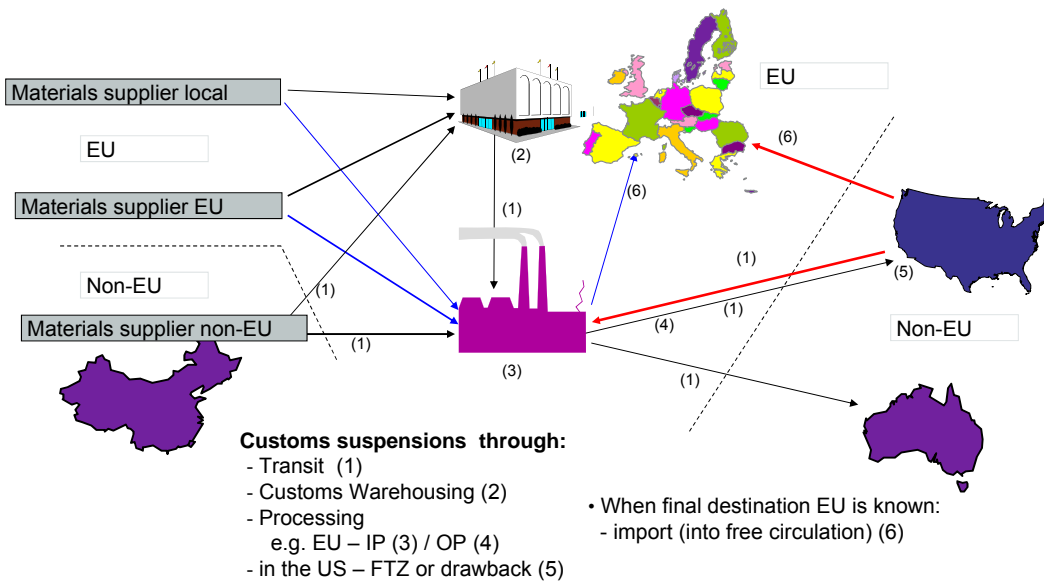 Materials supplier local
EU
Materials supplier EU
Non-EU
Materials supplier non-EU
(1)
(1)
(2)
(1)
(3)
EU
(6)
(6)
(1)
(1)
(4)
(5)
(1)
Non-EU
Customs suspensions through:
- Transit (1)
- Customs Warehousing (2)
- Processing
e.g. EU – IP (3) / OP (4)
- in the US – FTZ or drawback (5)
• When final destination EU is known:
- import (into free circulation) (6)